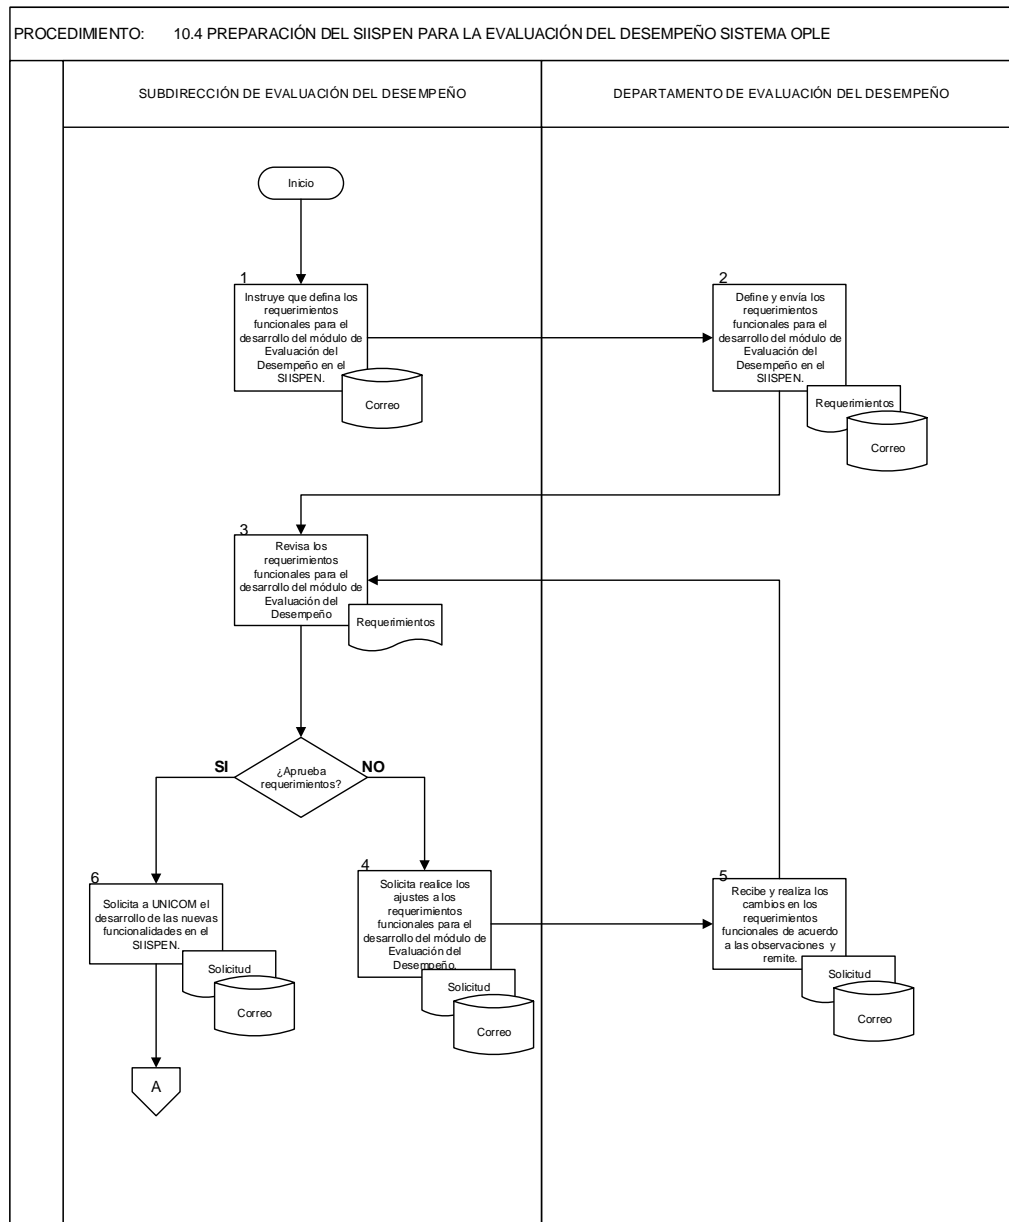 PROCEDIMIENTO: 10.4 PREPARACIÓN DEL SIISPEN PARA LA EVALUACIÓN DEL DESEMPEÑO SISTEMA OPLE
SUBDIRECCIÓN DE EVALUACIÓN DEL DESEMPEÑO
DEPARTAMENTO DE EVALUACIÓN DEL DESEMPEÑO
Inicio
1
Instruye que defina los
requerimientos
funcionales para el
desarrollo del módulo de
Evaluación del
Desempeño en el
SIISPEN.
Correo
2
Define y envía los
requerimientos
funcionales para el
desarrollo del módulo de
Evaluación del
Desempeño en el
SIISPEN.
Requerimientos
Correo
3
Revisa los
requerimientos
funcionales para el
desarrollo del módulo de
Evaluación del
Desempeño
Requerimientos
¿Aprueba
requerimientos?
SI
NO
6
Solicita a UNICOM el
desarrollo de las nuevas
funcionalidades en el
SIISPEN.
Solicitud
Correo
4
Solicita realice los
ajustes a los
requerimientos
funcionales para el
desarrollo del módulo de
Evaluación del
Desempeño.
Solicitud
Correo
5
Recibe y realiza los
cambios en los
requerimientos
funcionales de acuerdo
a las observaciones y
remite.
Solicitud
Correo
A